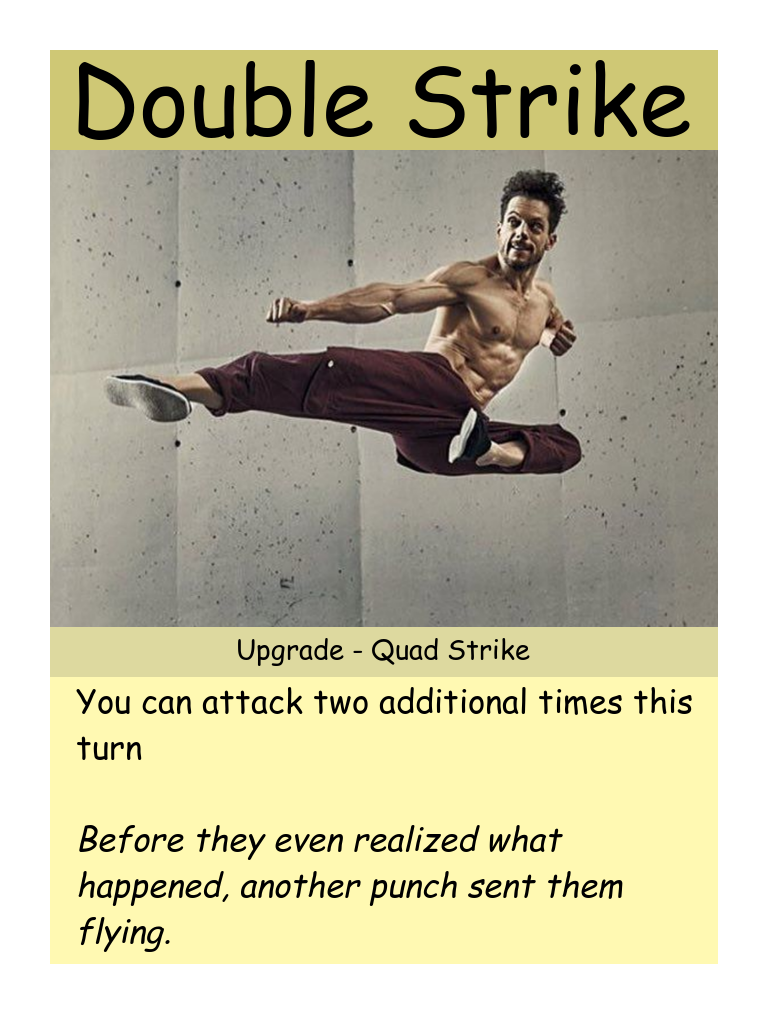 Double Strike
Upgrade - Quad Strike
You can attack two additional times this
turn
Before they even realized what
happened, another punch sent them
flying.